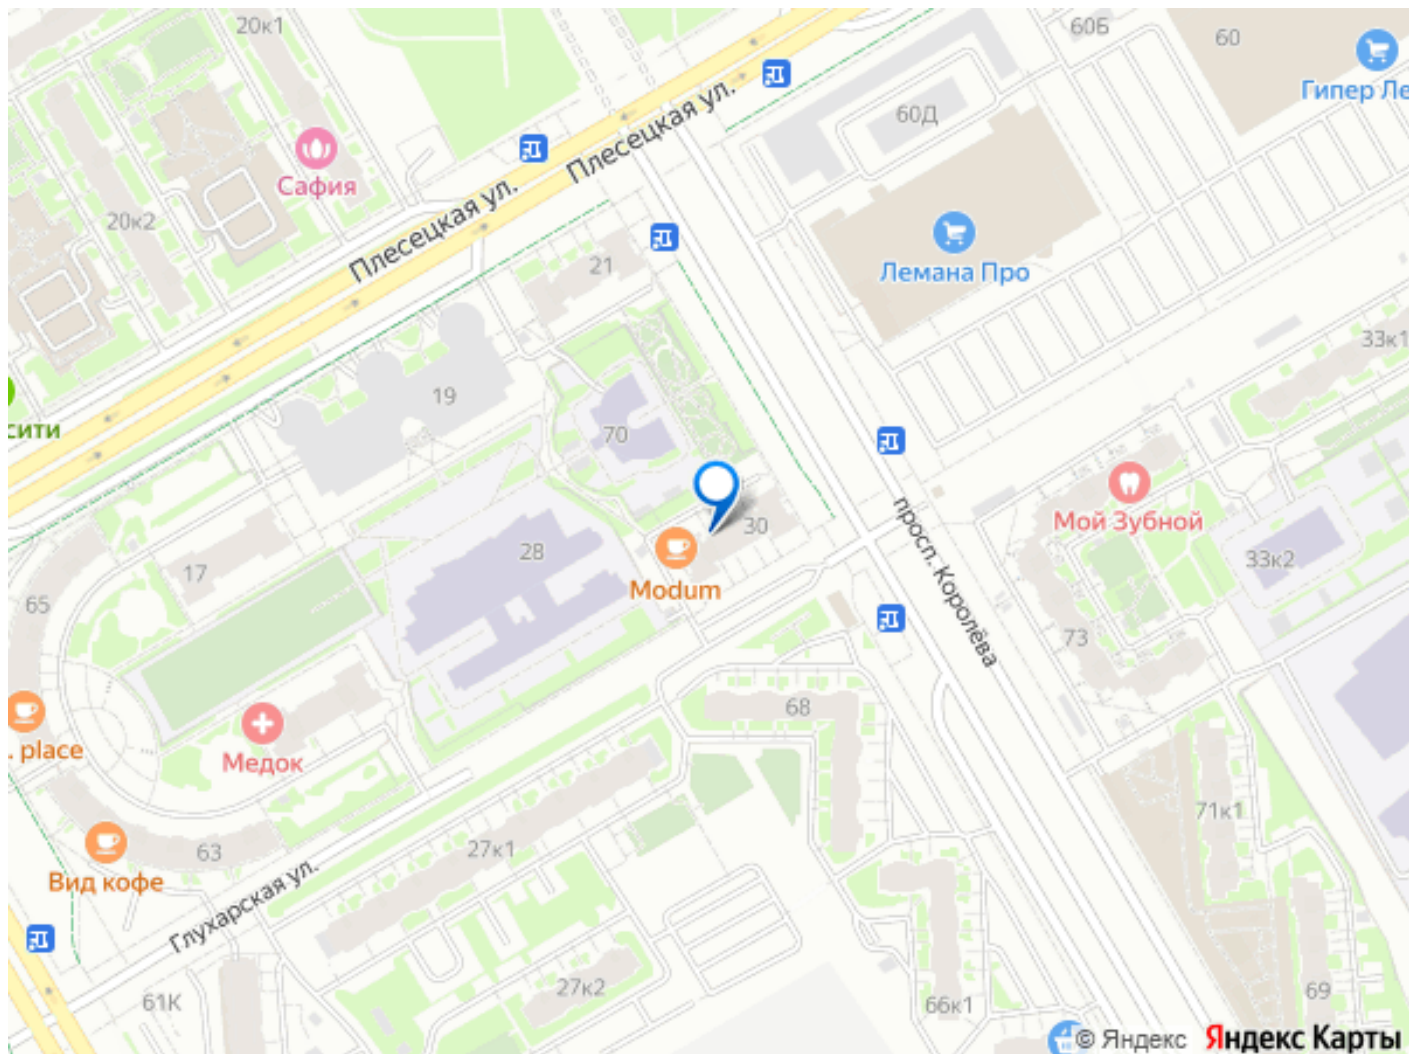 20к1
60Б
60
Гипер Ле
Плесецкая ул.
60Д
Сафия
20к2
Плесецкая ул.
21
Лемана Про
33к1
19
сити
70
Мой Зубной
30
просп. Королёва
28
33к2
17
Modum
65
73
68
. place
Медок
71к1
27к1
63
Вид кофе
Глухарская ул.
27к2
61К
66к1
69
© Яндекс
Яндекс Карты